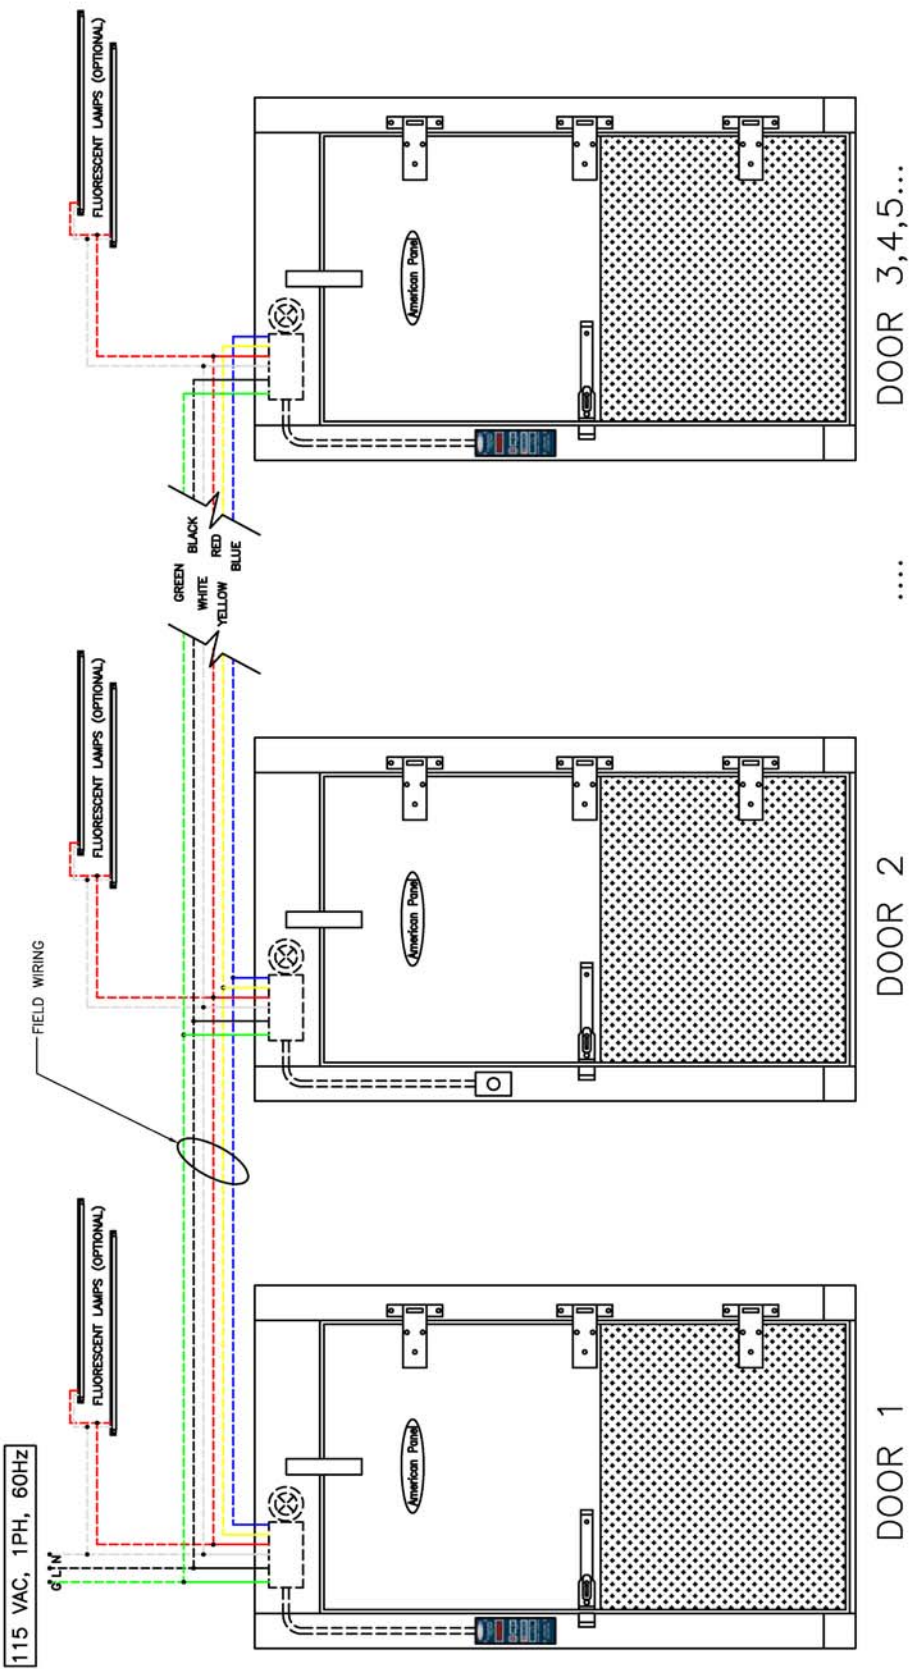 115 VAC, 1PH, 60Hz
G L N
FLUORESCENT LAMPS (OPTIONAL)
FLUORESCENT LAMPS (OPTIONAL)
FLUORESCENT LAMPS (OPTIONAL)
FIELD WIRING
GREEN
BLACK
WHITE
RED
YELLOW
BLUE
American Panel
American Panel
American Panel
DOOR 1
DOOR 2
....
DOOR 3,4,5...